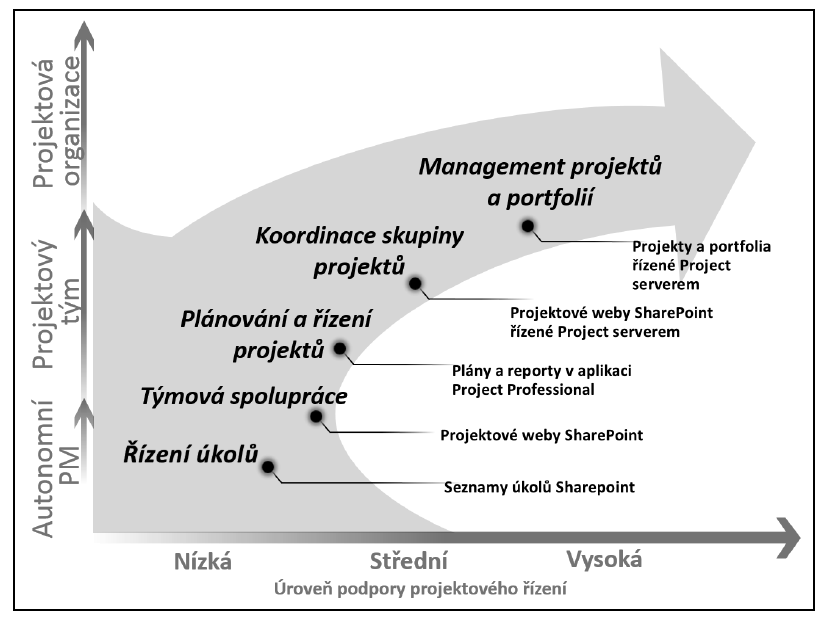 Projektová
organizace
Projektový
tým
Autonomní
PM
Management projektů
a portfolií
Projekty a portfolia
řízené Project
serverem
Koordinace skupiny
projektů
Projektové weby SharePoint
řízené Project serverem
Plánování a řízení
projektů
Plány a reporty v aplikaci
Project Professional
Týmová spolupráce
Projektové weby SharePoint
Řízení úkolů
Seznamy úkolů Sharepoint
Nízká
Střední
Vysoká
Úroveň podpory projektového řízení